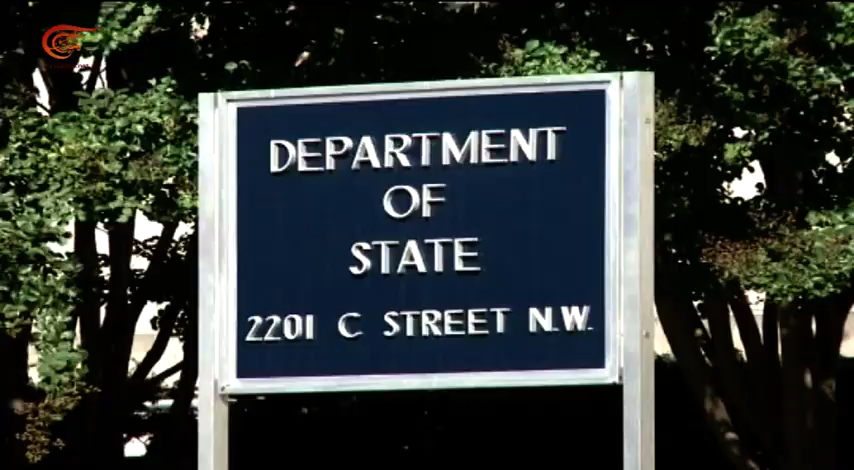 DEPARTMENT
OF
STATE
2201 C STREET N.W.